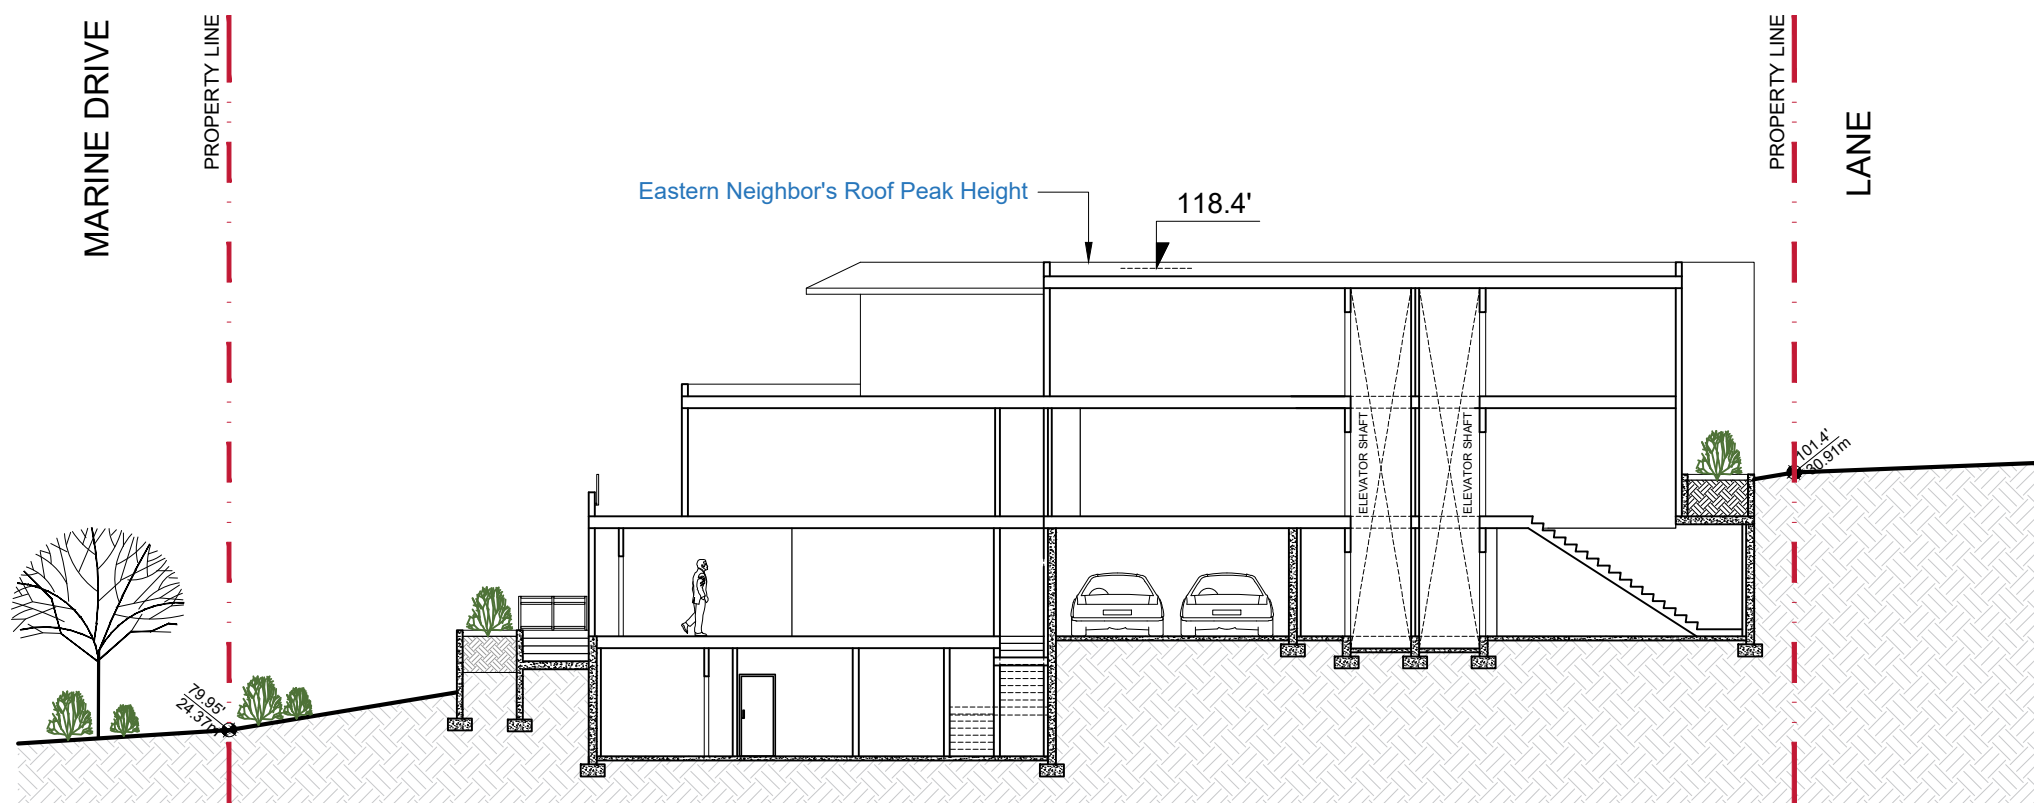 MARINE DRIVE
PROPERTY LINE
Eastern Neighbor's Roof Peak Height
118.4'
PROPERTY LINE
LANE
ELEVATOR SHAFT
ELEVATOR SHAFT
101.4'
30.91m
79.95'
24.37m